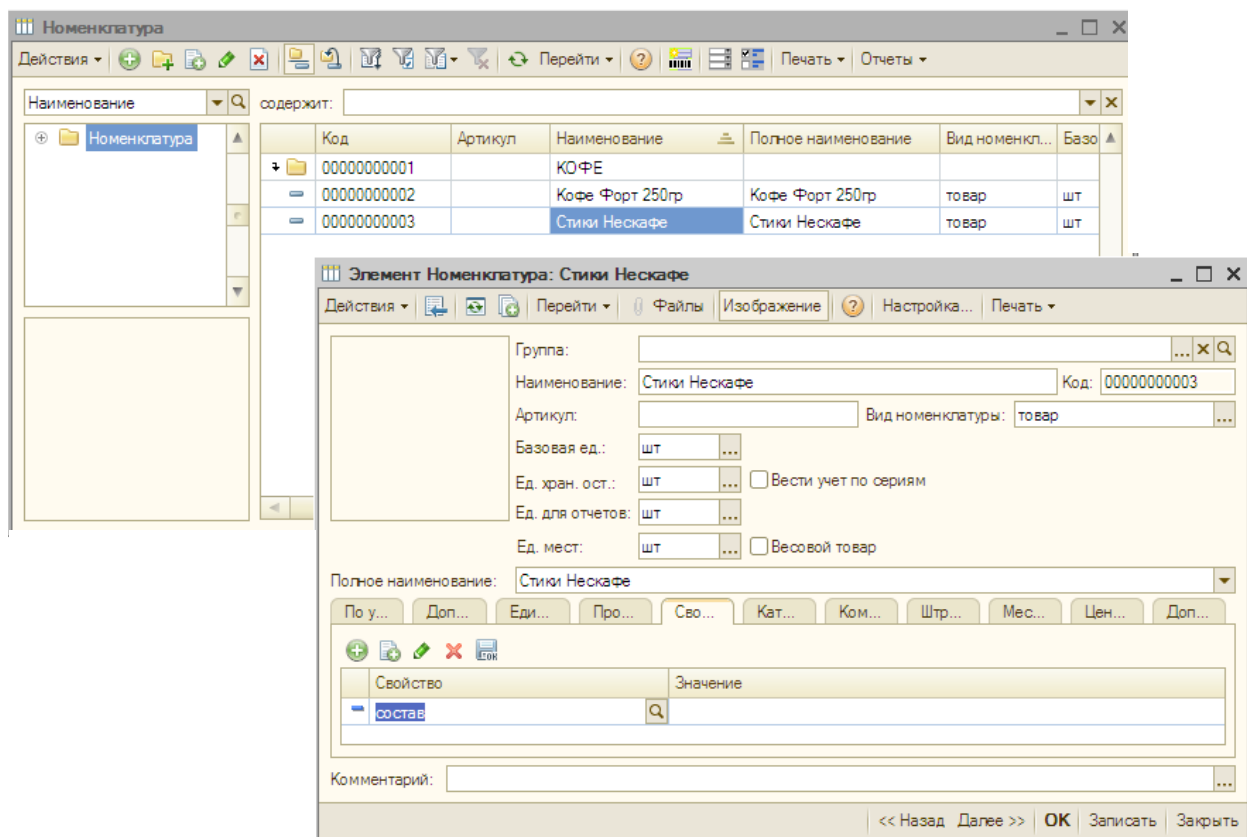 Номенклатура
Действия Перейти Печать Отчеты
Наименование содержит:
Номенклатура
Код Артикул Наименование Полное наименование Вид номенкл... Базо
00000000001 КОФЕ
00000000002 Кофе Форт 250гр Кофе Форт 250гр товар шт
00000000003 Стики Нескафе Стики Нескафе товар шт
Элемент Номенклатура: Стики Нескафе
Действия Перейти Файлы Изображение Настройка... Печать
Группа:
Наименование: Стики Нескафе Код: 00000000003
Артикул: Вид номенклатуры: товар ...
Базовая ед.: шт ...
Ед. хран. ост.: шт ... Вести учет по сериям
Ед. для отчетов: шт ...
Ед. мест: шт ... Весовой товар
Полное наименование: Стики Нескафе
По у... Доп... Еди... Про... Сво... Кат... Ком... Штр... Мес... Цен... Доп...
Свойство Значение
состав
Комментарий: ...
<< Назад Далее >> ОК Записать Закрыть